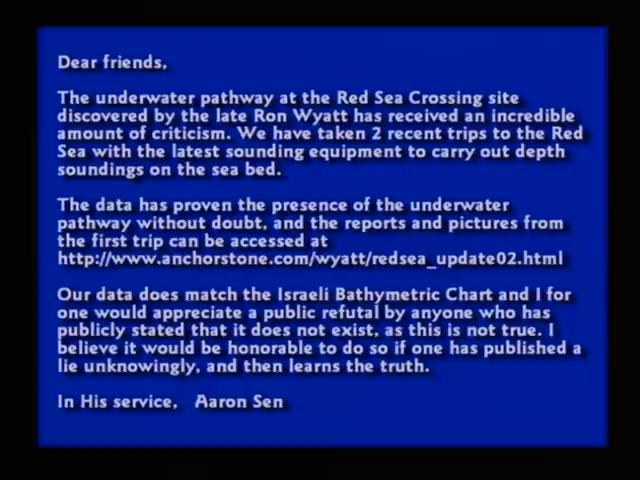 Dear friends,
The underwater pathway at the Red Sea Crossing site
discovered by the late Ron Wyatt has received an incredible
amount of criticism. We have taken 2 recent trips to the Red
Sea with the latest sounding equipment to carry out depth
soundings on the sea bed.
The data has proven the presence of the underwater
pathway without doubt, and the reports and pictures from
the first trip can be accessed at
http://www.anchorstone.com/wyatt/redsea_update02.html
Our data does match the Israeli Bathymetric Chart and I for
one would appreciate a public refutal by anyone who has
publicly stated that it does not exist, as this is not true. I
believe it would be honorable to do so if one has published a
lie unknowingly, and then learns the truth.
In His service,   Aaron Sen